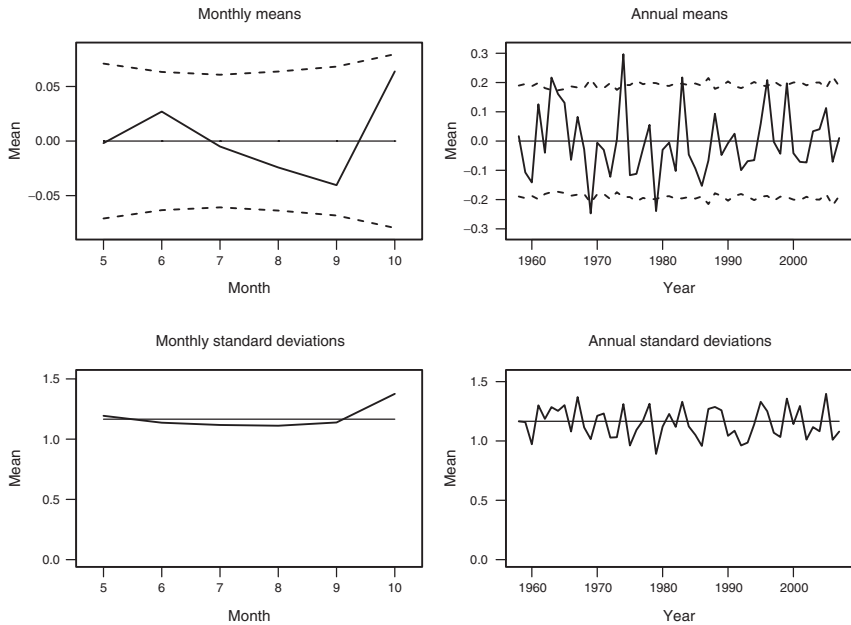 Monthly means
Mean
0.05
0.00
−0.05
5 6 7 8 9 10
Month
Annual means
Mean
0.3
0.2
0.1
0.0
−0.1
−0.2
−0.3
1960 1970 1980 1990 2000
Year
Monthly standard deviations
Mean
1.5
1.0
0.5
0.0
5 6 7 8 9 10
Month
Annual standard deviations
Mean
1.5
1.0
0.5
0.0
1960 1970 1980 1990 2000
Year